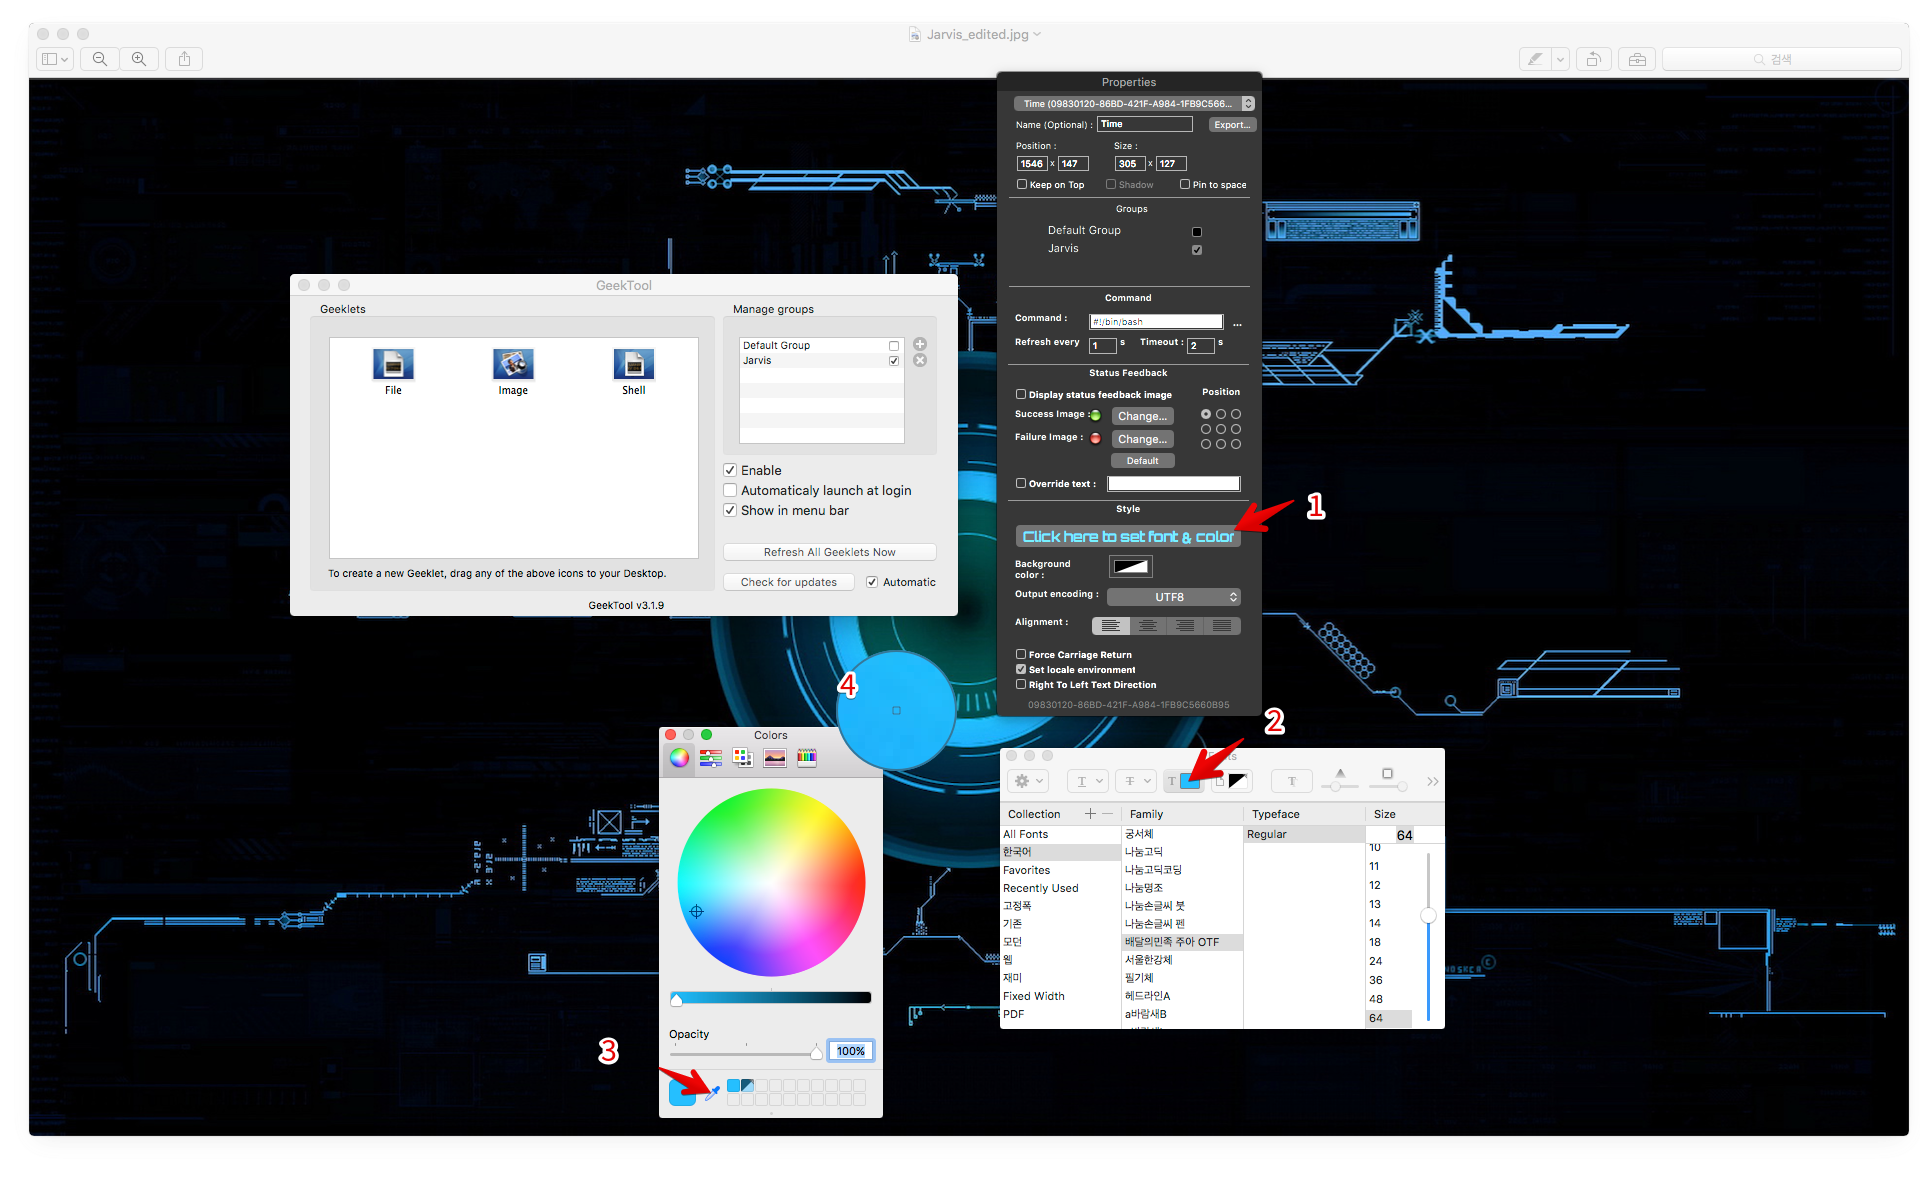 Jarvis_edited.jpg
검색
Properties
Time (09830120-86BD-421F-A984-1FB9C566...
Name (Optional) : Time Export...
Position : Size :
1546 x 147 305 x 127
Keep on Top Shadow Pin to space
Groups
Default Group
Jarvis
Command
Command : #!/bin/bash ...
Refresh every 1 s Timeout : 2 s
Status Feedback
Display status feedback image Position
Success Image : Change...
Failure Image : Change...
Default
Override text :
Style
Click here to set font & color
Background
color :
Output encoding : UTF8
Alignment :
Force Carriage Return
Set locale environment
Right To Left Text Direction
09830120-86BD-421F-A984-1FB9C5660B95
GeekTool
Geeklets
File Image Shell
To create a new Geeklet, drag any of the above icons to your Desktop.
Manage groups
Default Group
Jarvis
Enable
Automaticaly launch at login
Show in menu bar
Refresh All Geeklets Now
Check for updates Automatic
GeekTool v3.1.9
1
2
3
4
Colors
Opacity
100%
Collection Family Typeface Size
All Fonts
한국어
Favorites
Recently Used
고정폭
기존
모던
웹
재미
Fixed Width
PDF
궁서체
나눔고딕
나눔고딕코딩
나눔명조
나눔손글씨 붓
나눔손글씨 펜
배달의민족 주아 OTF
서울한강체
필기체
헤드라인A
a바람새B
Regular
64
10
11
12
13
14
18
24
36
48
64